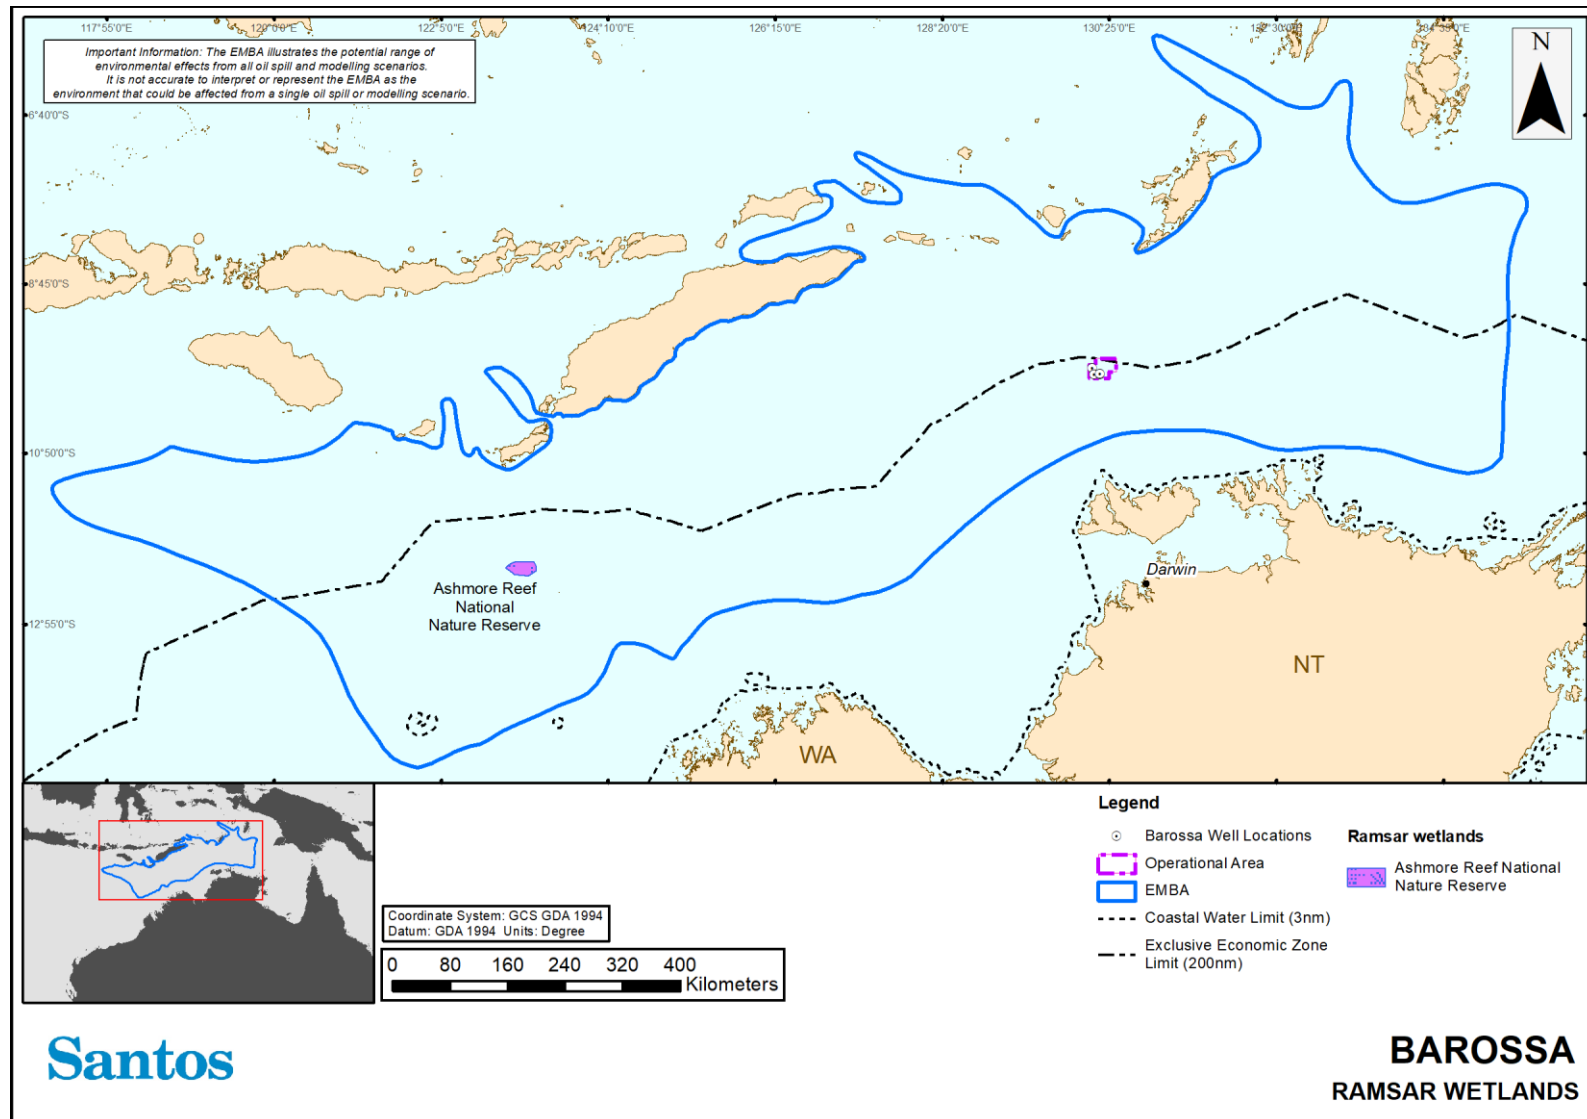 117°55'0"E
120°0'0"E
122°5'0"E
124°10'0"E
126°15'0"E
128°20'0"E
130°25'0"E
132°30'0"E
Important Information: The EMBA illustrates the potential range of
environmental effects from all oil spill and modelling scenarios.
It is not accurate to interpret or represent the EMBA as the
environment that could be affected from a single oil spill or modelling scenario.
N
6°40'0"S
8°45'0"S
10°50'0"S
12°55'0"S
Ashmore Reef
National
Nature Reserve
Darwin
NT
WA
Coordinate System: GCS GDA 1994
Datum: GDA 1994 Units: Degree
0 80 160 240 320 400
Kilometers
Legend
Barossa Well Locations
Operational Area
EMBA
Coastal Water Limit (3nm)
Exclusive Economic Zone
Limit (200nm)
Ramsar wetlands
Ashmore Reef National
Nature Reserve
Santos
BAROSSA
RAMSAR WETLANDS